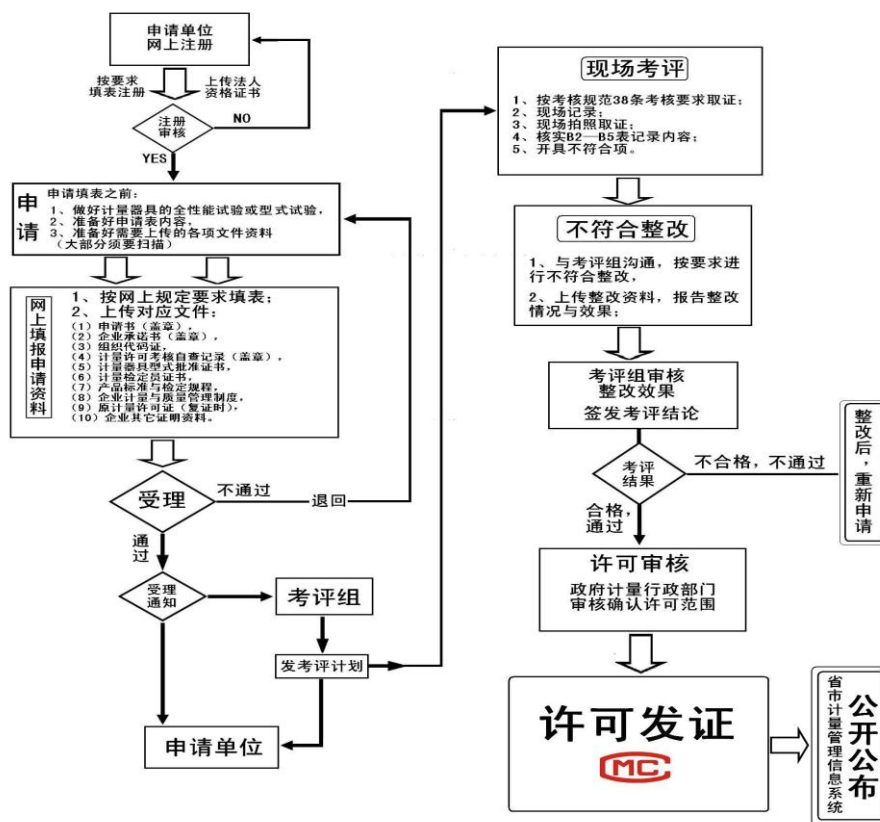 申请单位
网上注册
按要求
填表注册
上传法人
资格证书
注册
审核
NO
YES
申请
申请填表之前:
1、做好计量器具的全性能试验或型式试验,
2、准备好申请表内容,
3、准备好需要上传的各项文件资料
(大部分须要扫描)
网上填报申请资料
1、按网上规定要求填表;
2、上传对应文件:
(1)申请书(盖章),
(2)企业承诺书(盖章),
(3)组织代码证,
(4)计量许可考核自查记录(盖章),
(5)计量器具型式批准证书,
(6)计量检定员证书,
(7)产品标准与检定规程,
(8)企业计量与质量管理制度,
(9)原计量许可证(复证时),
(10)企业其它证明资料。
受理
不通过
退回
通过
受理
通知
考评组
发考评计划
申请单位
现场考评
1、按考核规范38条考核要求取证;
2、现场记录;
3、现场拍照取证;
4、核实B2—B5表记录内容;
5、开具不符合项。
不符合整改
1、与考评组沟通,按要求进
行不符合整改,
2、上传整改资料,报告整改
情况与效果;
考评组审核
整改效果
签发考评结论
考评
结果
不合格,不通过
整改后,重新申请
合格,
通过
许可审核
政府计量行政部门
审核确认许可范围
许可发证
MC
省市计量管理信息系统
公开公布